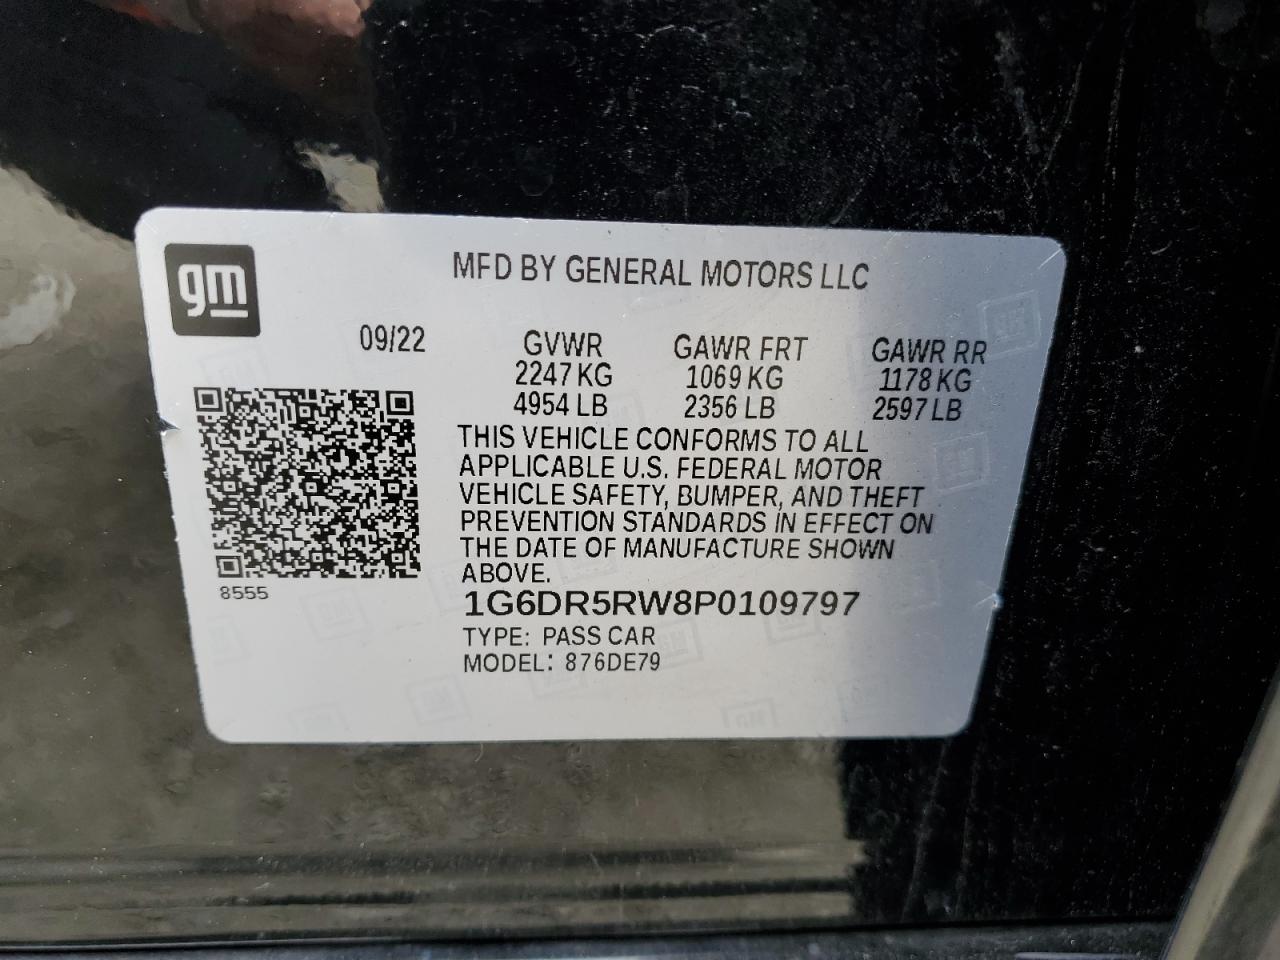 gm
MFD BY GENERAL MOTORS LLC
09/22
GVWR GAWR FRT GAWR RR
2247 KG 1069 KG 1178 KG
4954 LB 2356 LB 2597 LB
THIS VEHICLE CONFORMS TO ALL
APPLICABLE U.S. FEDERAL MOTOR
VEHICLE SAFETY, BUMPER, AND THEFT
PREVENTION STANDARDS IN EFFECT ON
THE DATE OF MANUFACTURE SHOWN
ABOVE.
8555
1G6DR5RW8P0109797
TYPE: PASS CAR
MODEL: 876DE79